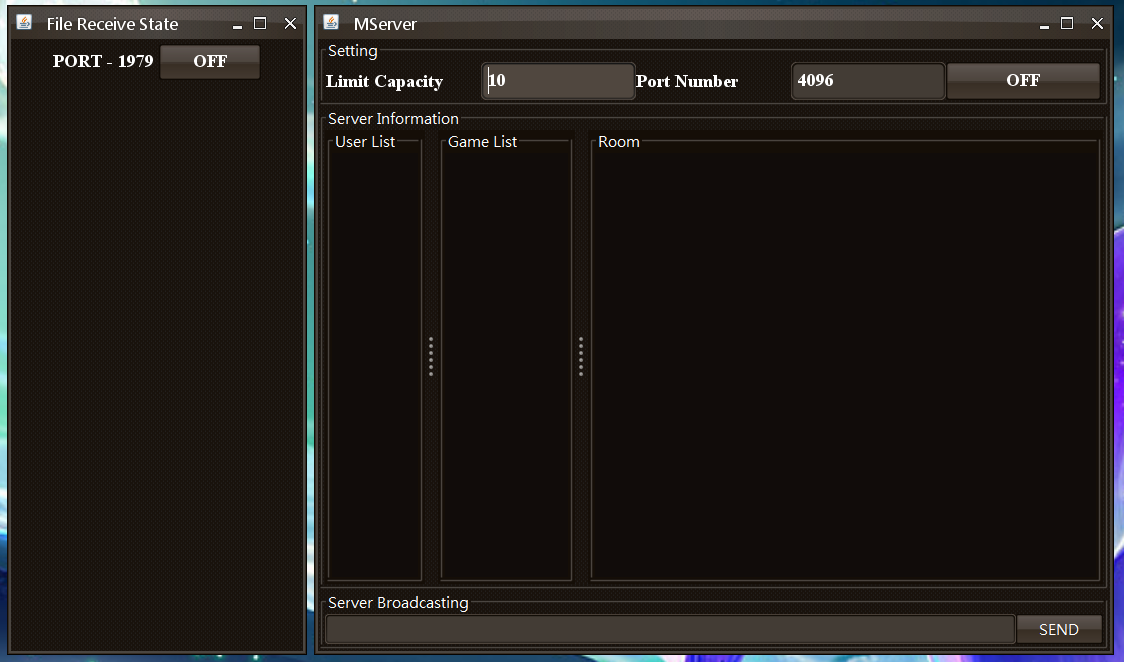 File Receive State
PORT - 1979 OFF
MServer
Setting
Limit Capacity 10 Port Number 4096 OFF
Server Information
User List Game List Room
Server Broadcasting
SEND